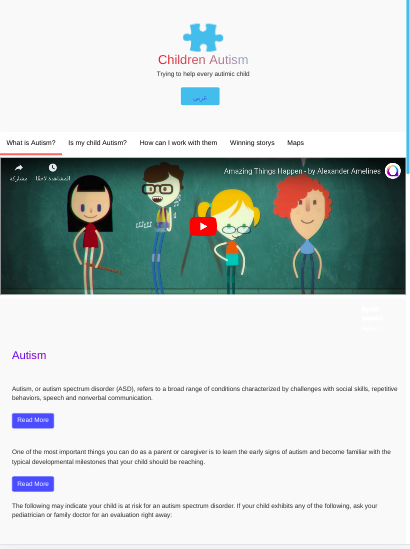 Children Autism
Trying to help every autimic child
عربي
What is Autism?
Is my child Autism?
How can I work with them
Winning storys
Maps
Amazing Things Happen - by Alexander Amelines
مشاركة
المشاهدة لاحقًا
Autism
Autism, or autism spectrum disorder (ASD), refers to a broad range of conditions characterized by challenges with social skills, repetitive
behaviors, speech and nonverbal communication.
Read More
One of the most important things you can do as a parent or caregiver is to learn the early signs of autism and become familiar with the
typical developmental milestones that your child should be reaching.
Read More
The following may indicate your child is at risk for an autism spectrum disorder. If your child exhibits any of the following, ask your
pediatrician or family doctor for an evaluation right away: